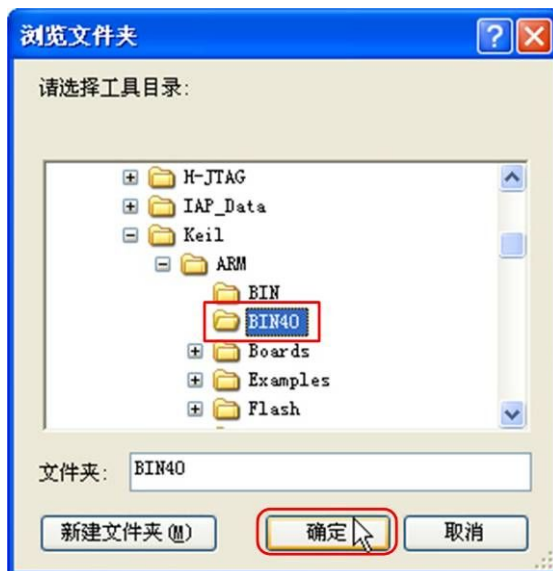 浏览文件夹
请选择工具目录:
H-JTAG
IAP_Data
Keil
ARM
BIN
BIN40
Boards
Examples
Flash
文件夹: BIN40
新建文件夹(M) 确定 取消